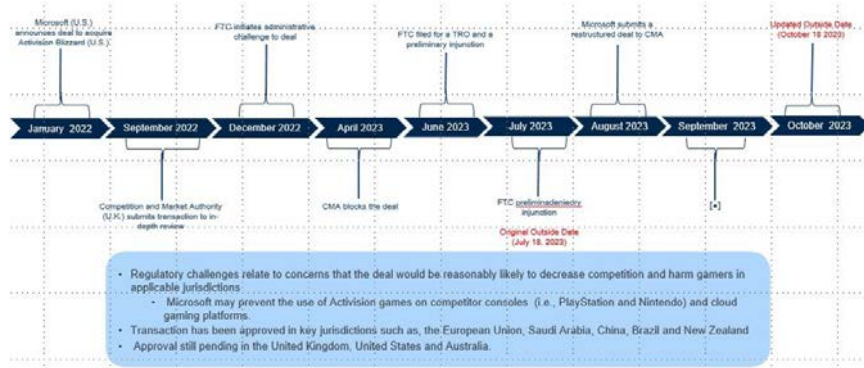 Microsoft (U.S.)
announces deal to acquire
Activision Blizzard (U.S.)
FTC initiates administrative
challenge to deal
FTC filed for a TRO and a
preliminary injunction
Microsoft submits a
restructured deal to CMA
Updated Outside Date
(October 18 2023)
January 2022
September 2022
December 2022
April 2023
June 2023
July 2023
August 2023
September 2023
October 2023
Competition and Market Authority
(U.K.) submits transaction to in-
depth review
CMA blocks the deal
FTC preliminadeniedry
injunction
Original Outside Date
(July 18, 2023)
[●]
• Regulatory challenges relate to concerns that the deal would be reasonably likely to decrease competition and harm gamers in
applicable jurisdictions
• Microsoft may prevent the use of Activision games on competitor consoles (i.e., PlayStation and Nintendo) and cloud
gaming platforms.
• Transaction has been approved in key jurisdictions such as, the European Union, Saudi Arabia, China, Brazil and New Zealand
• Approval still pending in the United Kingdom, United States and Australia.